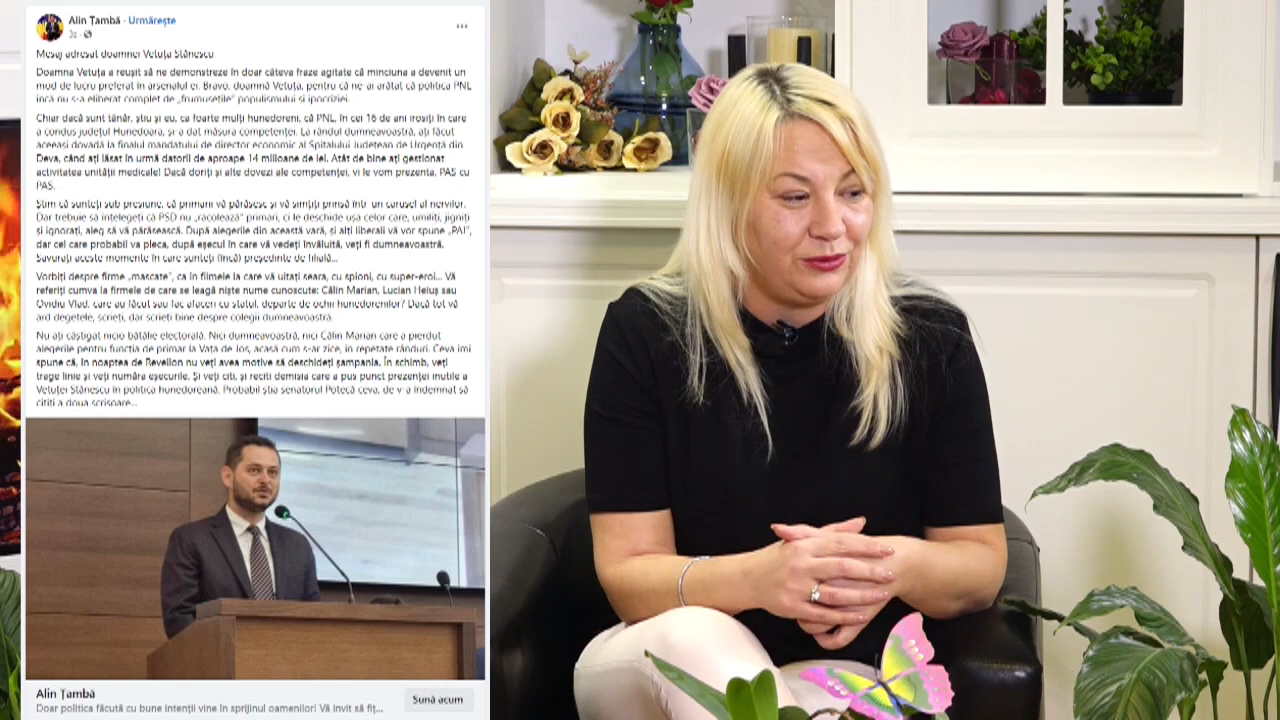 Alin Țambă · Urmărește
3z ·
Mesaj adresat doamnei Vetuța Stănescu
Doamna Vetuța a reușit să ne demonstreze în doar câteva fraze agitate că minciuna a devenit un
mod de lucru preferat în arsenalul ei. Bravo, doamnă Vetuța, pentru că ne-ai arătat că politica PNL
încă nu s-a eliberat complet de „frumusețile” populismului și ipocriziei.
Chiar dacă sunt tânăr, știu și eu, ca foarte mulți hunedoreni, că PNL, în cei 16 de ani irosiți în care
a condus județul Hunedoara, și-a dat măsura competenței. La rândul dumneavoastră, ați făcut
aceeași dovadă la finalul mandatului de director economic al Spitalului Județean de Urgență din
Deva, când ați lăsat în urmă datorii de aproape 14 milioane de lei. Atât de bine ați gestionat
activitatea unității medicale! Dacă doriți și alte dovezi ale competenței, vi le vom prezenta, PAS cu
PAS.
Știm că sunteți sub presiune, că primarii vă părăsesc și vă simțiți prinsă într-un carusel al nervilor.
Dar trebuie să înțelegeți că PSD nu „racolează” primari, ci le deschide ușa celor care, umiliți, jigniți
și ignorați, aleg să vă părăsească. După alegerile din această vară, și alți liberali vă vor spune „PA!”,
dar cel care probabil va pleca, după eșecul în care vă vedeți învăluită, veți fi dumneavoastră.
Savurați aceste momente în care sunteți (încă) președinte de filială...
Vorbiți despre firme „mascate”, ca în filmele la care vă uitați seara, cu spioni, cu super-eroi... Vă
referiți cumva la firmele de care se leagă niște nume cunoscute: Călin Marian, Lucian Heiuș sau
Ovidiu Vlad, care au făcut sau fac afaceri cu statul, departe de ochii hunedorenilor? Dacă tot vă
ard degetele, scrieți, dar scrieți bine despre colegii dumneavoastră.
Nu ați câștigat nicio bătălie electorală. Nici dumneavoastră, nici Călin Marian care a pierdut
alegerile pentru funcția de primar la Vața de Jos, acasă cum s-ar zice, în repetate rânduri. Ceva îmi
spune că, în noaptea de Revelion nu veți avea motive să deschideți șampania. În schimb, veți
trage linie și veți număra eșecurile. Și veți citi, și reciti demisia care a pus punct prezenței inutile a
Vetuței Stănescu în politica hunedoreană. Probabil știa senatorul Potecă ceva, de v-a îndemnat să
citiți a doua scrisoare...
Alin Țambă
Doar politica făcută cu bune intenții vine în sprijinul oamenilor! Vă invit să fiț...
Sună acum